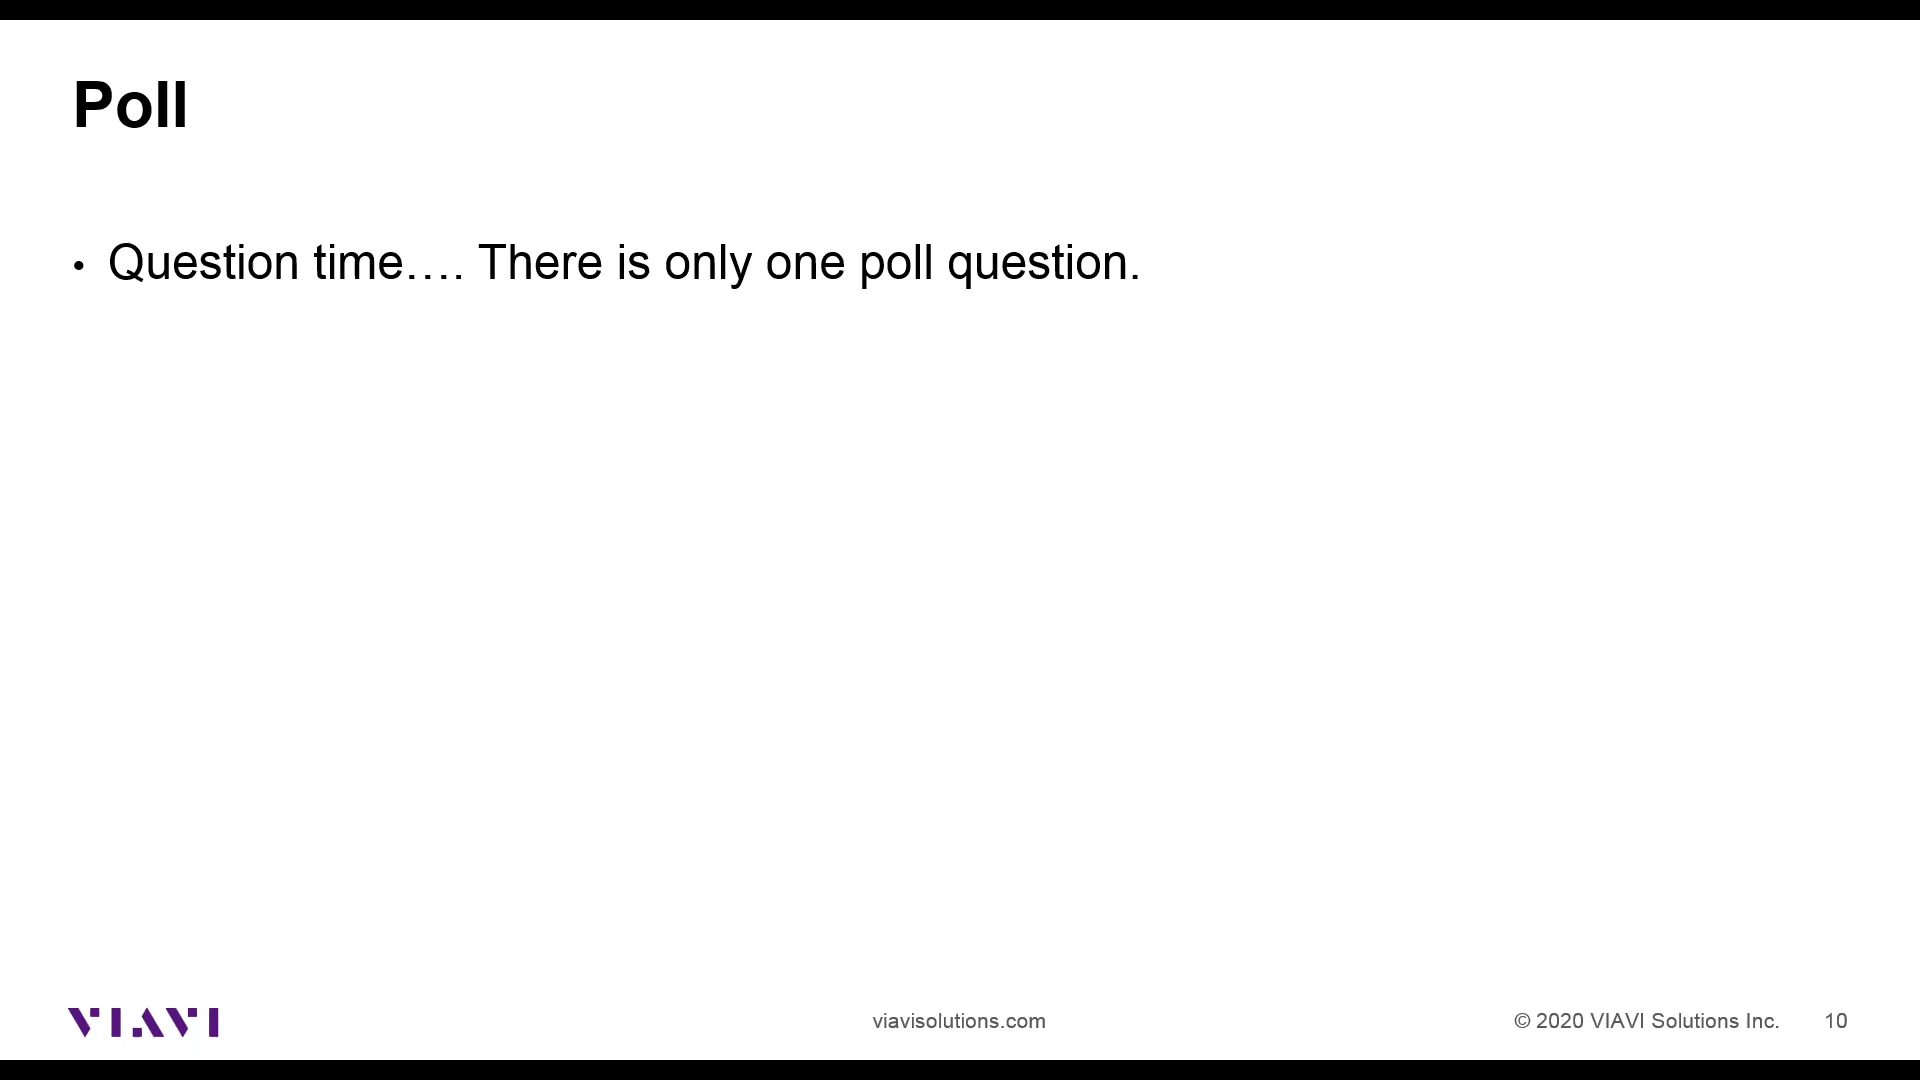 Poll
• Question time…. There is only one poll question.
VIAVI
viavisolutions.com
© 2020 VIAVI Solutions Inc.
10